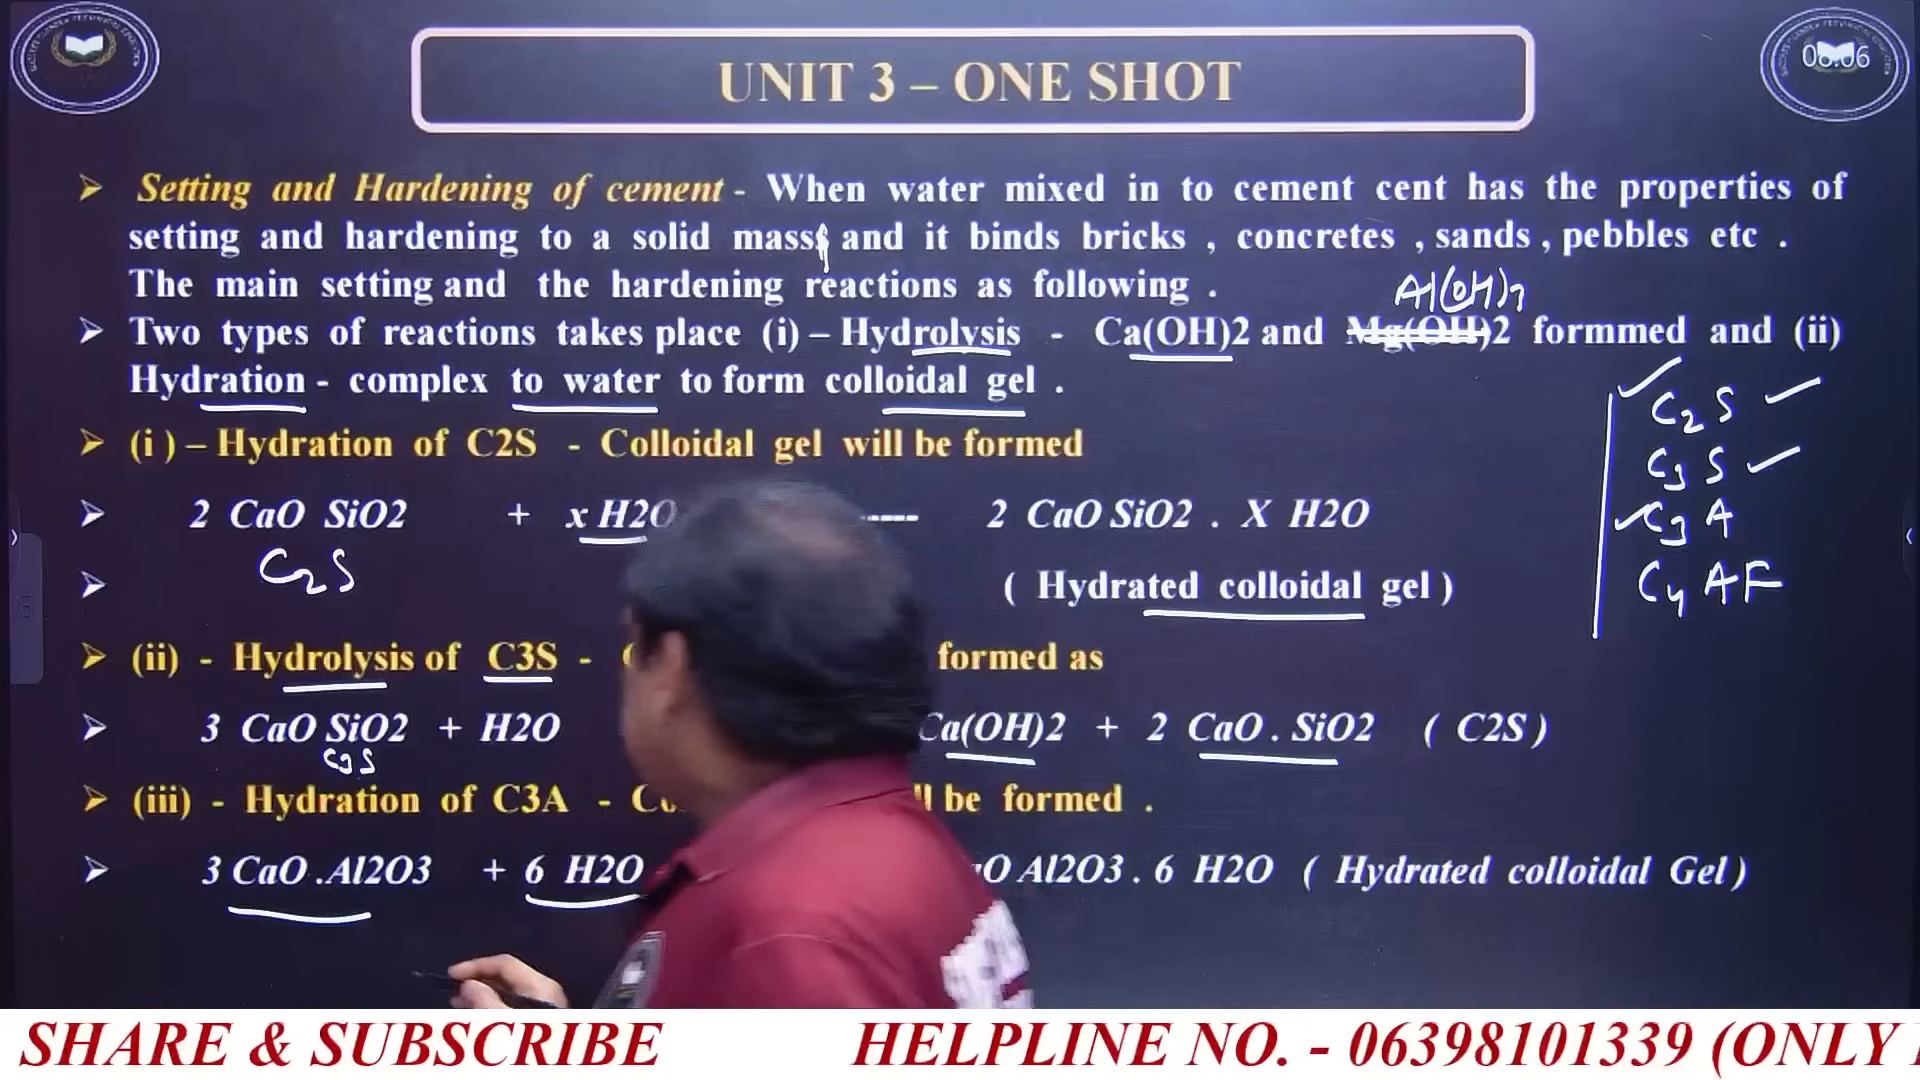 06:06
UNIT 3 – ONE SHOT
➢ Setting and Hardening of cement - When water mixed in to cement cent has the properties of
setting and hardening to a solid mass and it binds bricks , concretes , sands , pebbles etc .
The main setting and the hardening reactions as following .
Al(OH)
➢ Two types of reactions takes place (i) – Hydrolysis - Ca(OH)2 and Mg(OH)2 formmed and (ii)
Hydration - complex to water to form colloidal gel .
C2S
➢ (i ) – Hydration of C2S - Colloidal gel will be formed
C3S
➢ 2 CaO SiO2 + x H2O ---- 2 CaO SiO2 . X H2O
C3A
C2S
➢ ( Hydrated colloidal gel )
C4AF
➢ (ii) - Hydrolysis of C3S - formed as
➢ 3 CaO SiO2 + H2O Ca(OH)2 + 2 CaO . SiO2 ( C2S )
C3S
➢ (iii) - Hydration of C3A - be formed .
➢ 3 CaO .Al2O3 + 6 H2O Al2O3 . 6 H2O ( Hydrated colloidal Gel )
SHARE & SUBSCRIBE HELPLINE NO. - 06398101339 (ONLY